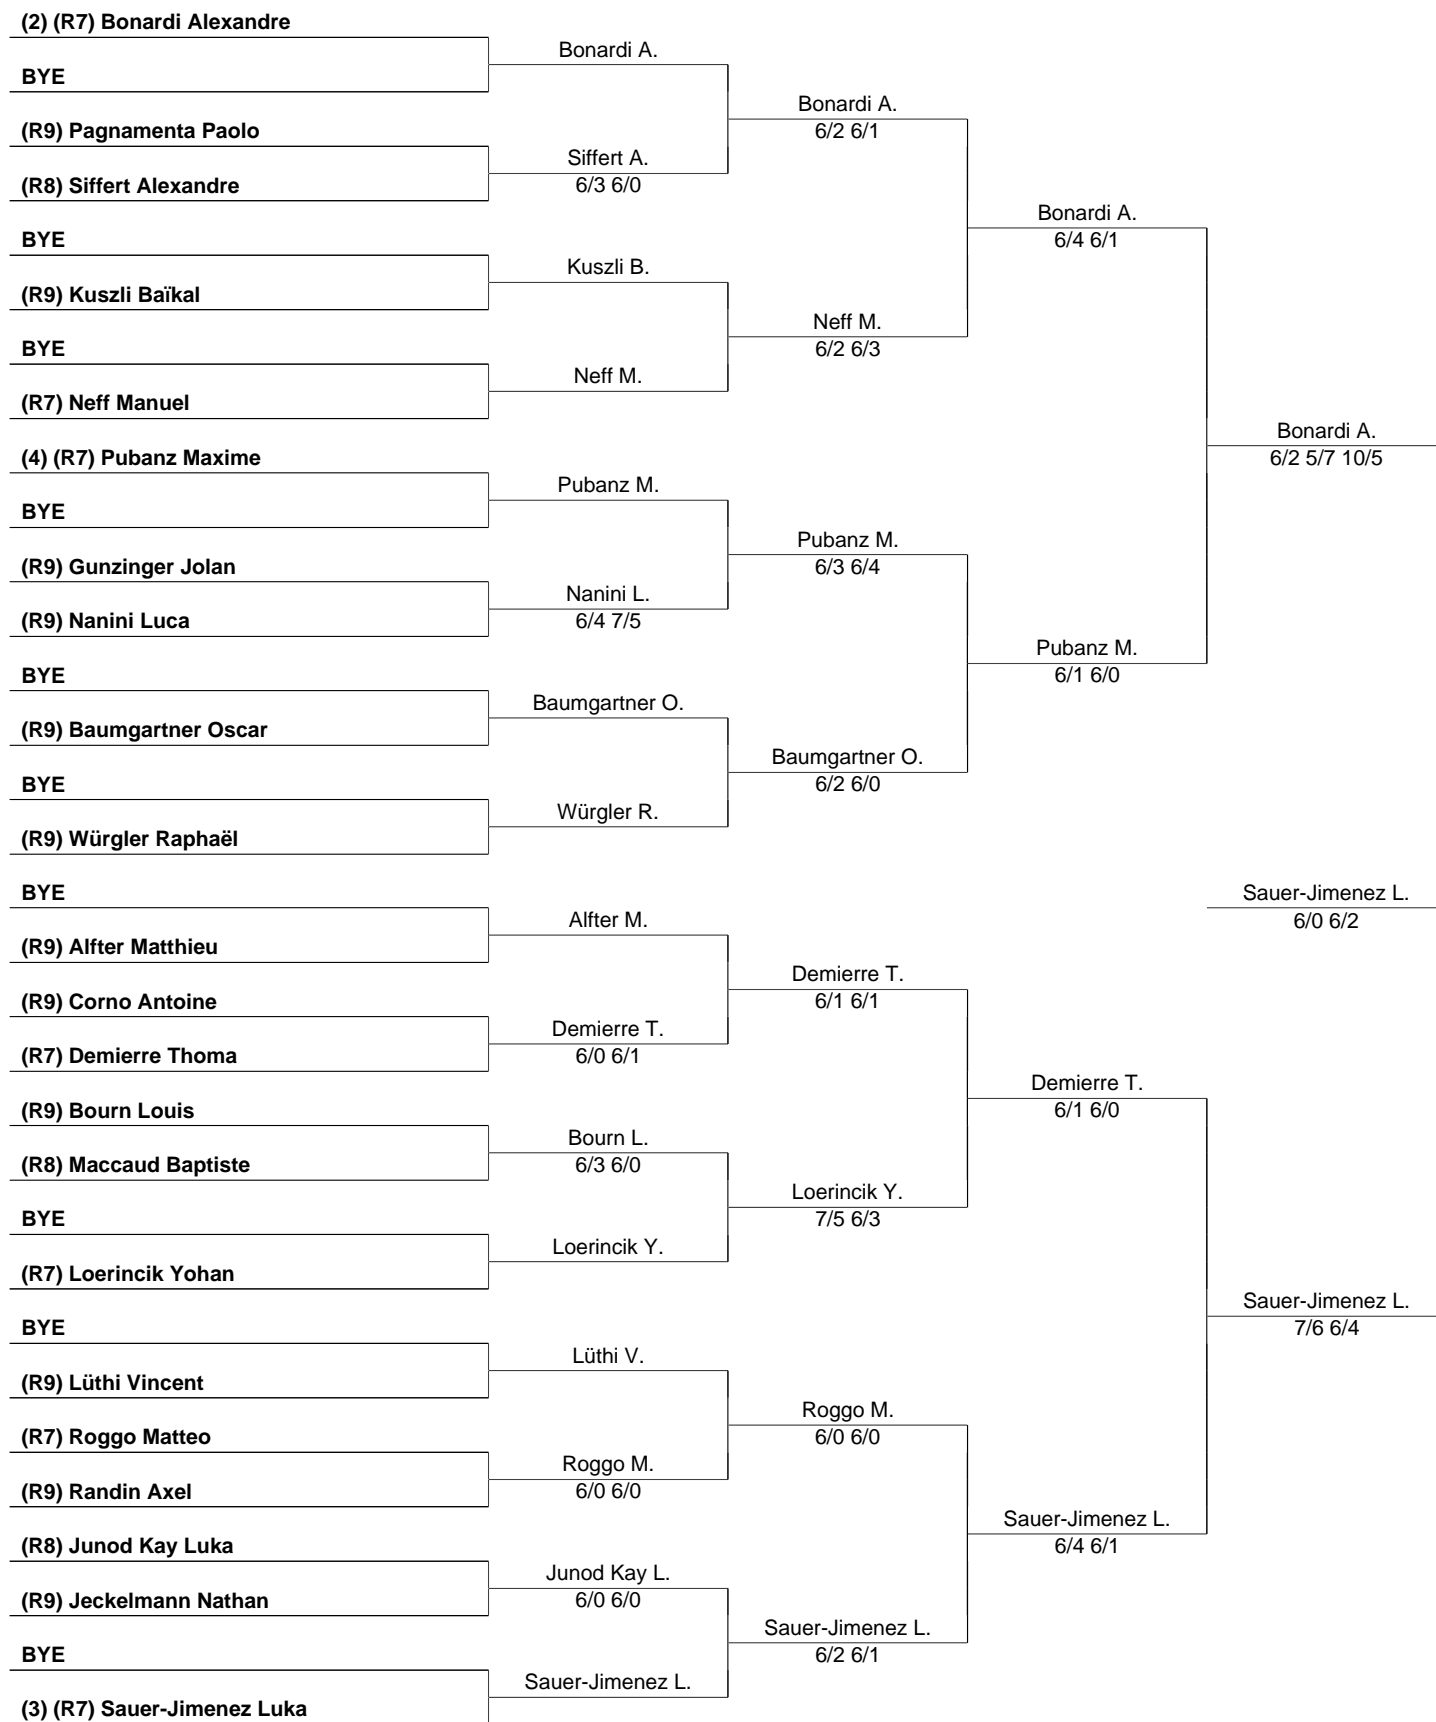 (2) (R7) Bonardi Alexandre
Bonardi A.
BYE
Bonardi A.
6/2 6/1
(R9) Pagnamenta Paolo
Siffert A.
6/3 6/0
(R8) Siffert Alexandre
Bonardi A.
6/4 6/1
BYE
Kuszli B.
(R9) Kuszli Baïkal
Neff M.
6/2 6/3
BYE
Neff M.
(R7) Neff Manuel
Bonardi A.
6/2 5/7 10/5
(4) (R7) Pubanz Maxime
Pubanz M.
BYE
Pubanz M.
6/3 6/4
(R9) Gunzinger Jolan
Nanini L.
6/4 7/5
(R9) Nanini Luca
Pubanz M.
6/1 6/0
BYE
Baumgartner O.
(R9) Baumgartner Oscar
Baumgartner O.
6/2 6/0
BYE
Würgler R.
(R9) Würgler Raphaël
BYE
Sauer-Jimenez L.
6/0 6/2
Alfter M.
(R9) Alfter Matthieu
Demierre T.
6/1 6/1
(R9) Corno Antoine
Demierre T.
6/0 6/1
(R7) Demierre Thoma
Demierre T.
6/1 6/0
(R9) Bourn Louis
Bourn L.
6/3 6/0
(R8) Maccaud Baptiste
Loerincik Y.
7/5 6/3
BYE
Loerincik Y.
(R7) Loerincik Yohan
Sauer-Jimenez L.
7/6 6/4
BYE
Lüthi V.
(R9) Lüthi Vincent
Roggo M.
6/0 6/0
(R7) Roggo Matteo
Roggo M.
6/0 6/0
(R9) Randin Axel
Sauer-Jimenez L.
6/4 6/1
(R8) Junod Kay Luka
Junod Kay L.
6/0 6/0
(R9) Jeckelmann Nathan
Sauer-Jimenez L.
6/2 6/1
BYE
Sauer-Jimenez L.
(3) (R7) Sauer-Jimenez Luka